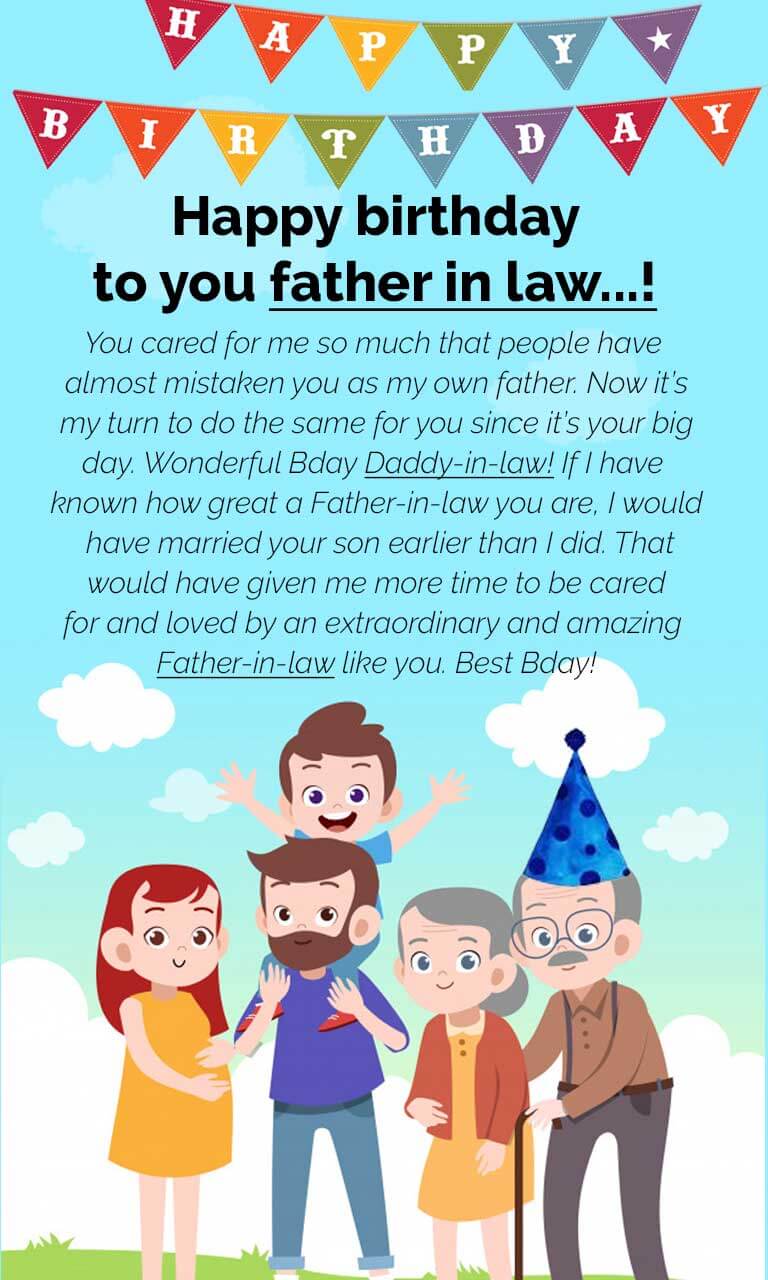 HAPPY
BIRTHDAY
Happy birthday
to you father in law...!
You cared for me so much that people have
almost mistaken you as my own father. Now it's
my turn to do the same for you since it's your big
day. Wonderful Bday Daddy-in-law! If I have
known how great a Father-in-law you are, I would
have married your son earlier than I did. That
would have given me more time to be cared
for and loved by an extraordinary and amazing
Father-in-law like you. Best Bday!